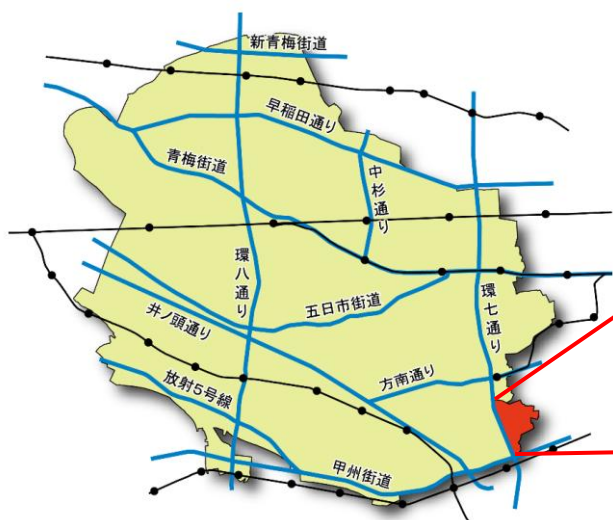 新青梅街道
早稲田通り
青梅街道
中杉通り
環八通り
環七通り
五日市街道
井ノ頭通り
方南通り
放射5号線
甲州街道